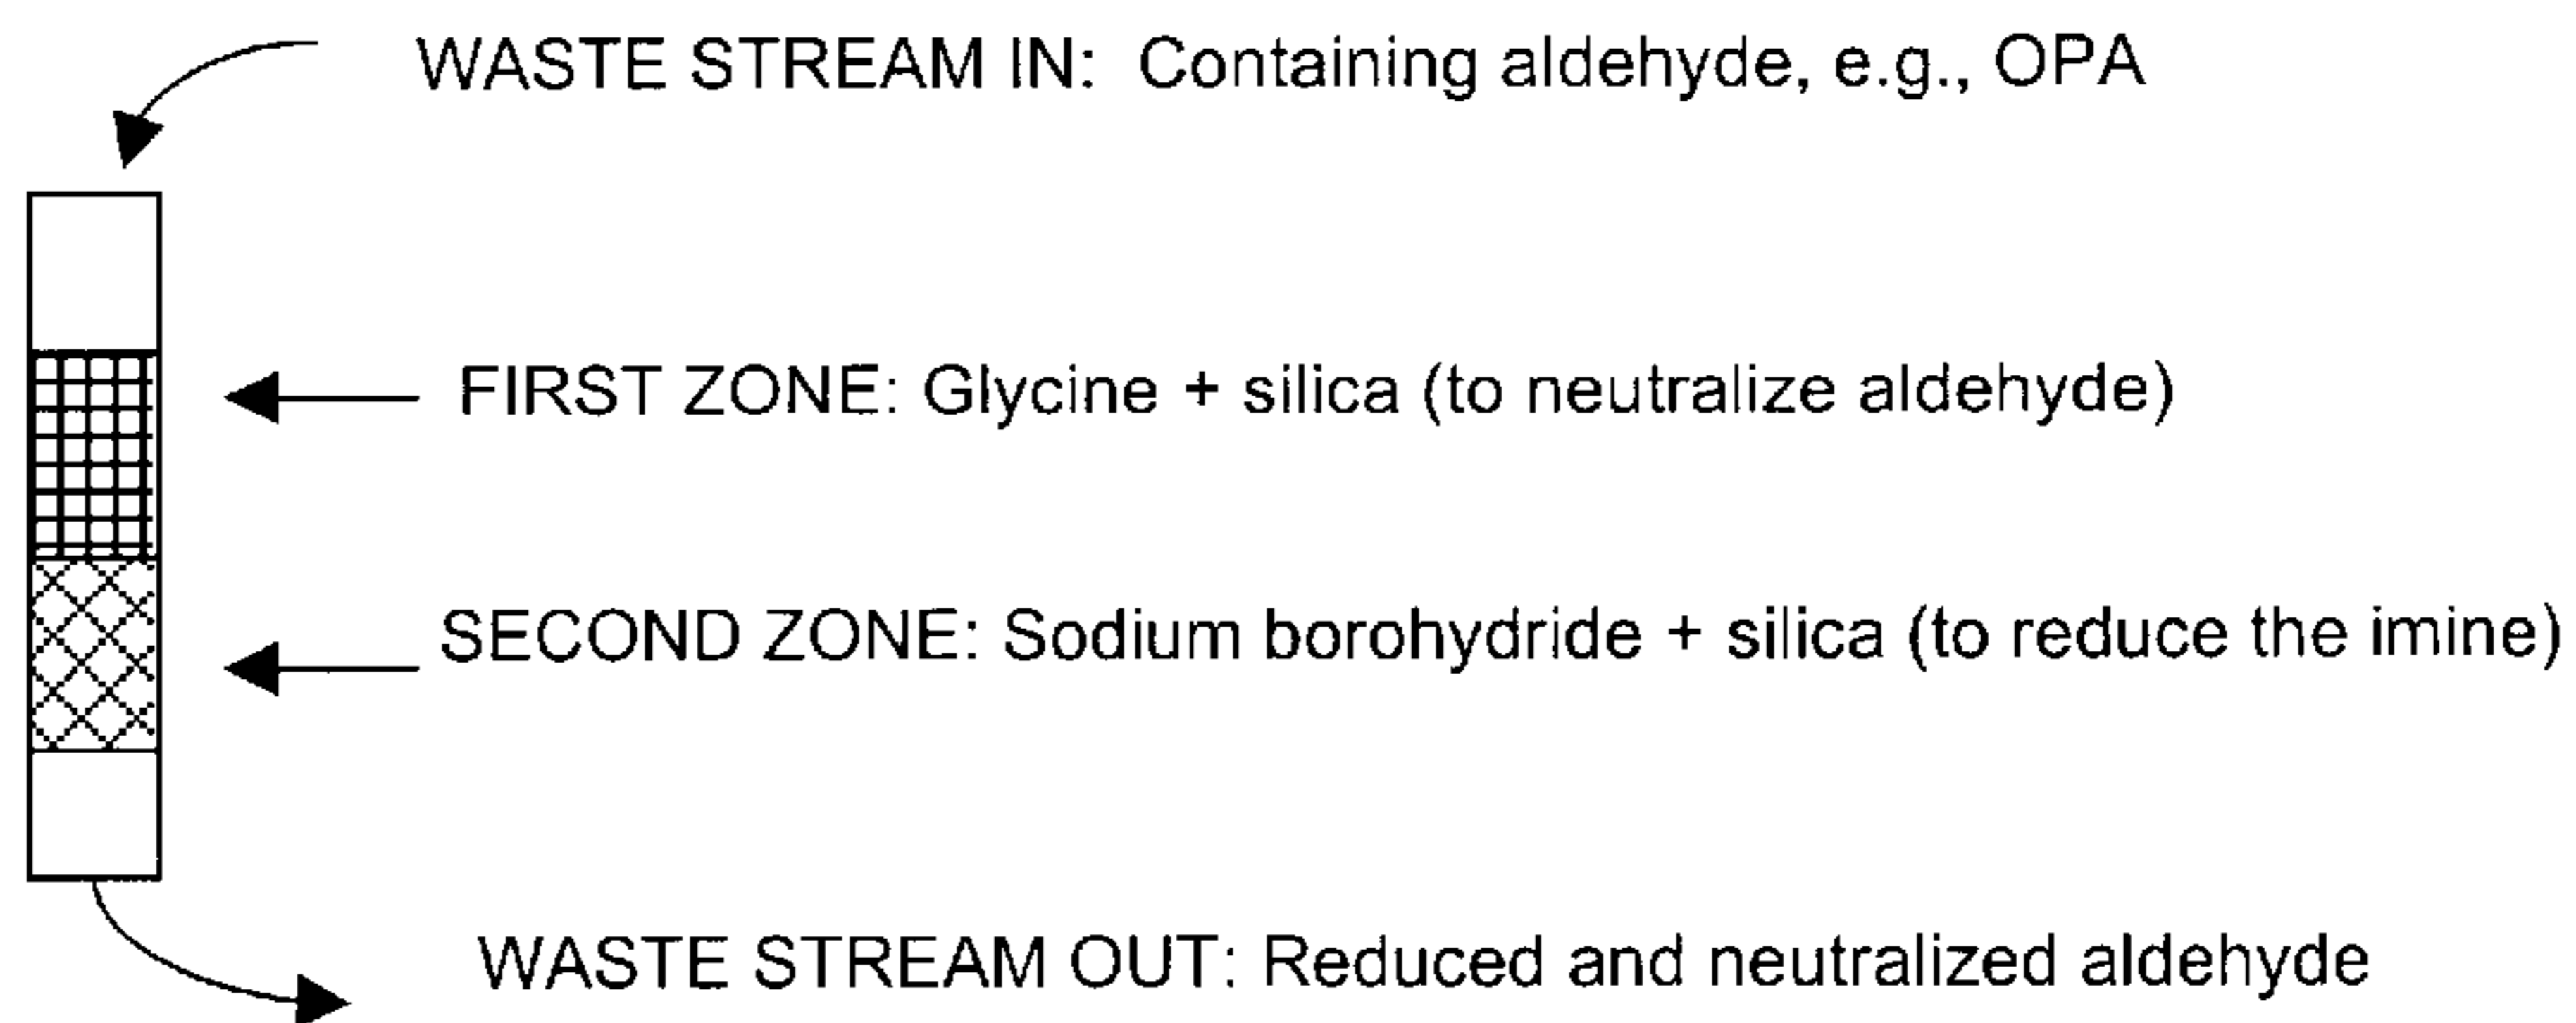 WASTE STREAM IN: Containing aldehyde, e.g., OPA
FIRST ZONE: Glycine + silica (to neutralize aldehyde)
SECOND ZONE: Sodium borohydride + silica (to reduce the imine)
WASTE STREAM OUT: Reduced and neutralized aldehyde